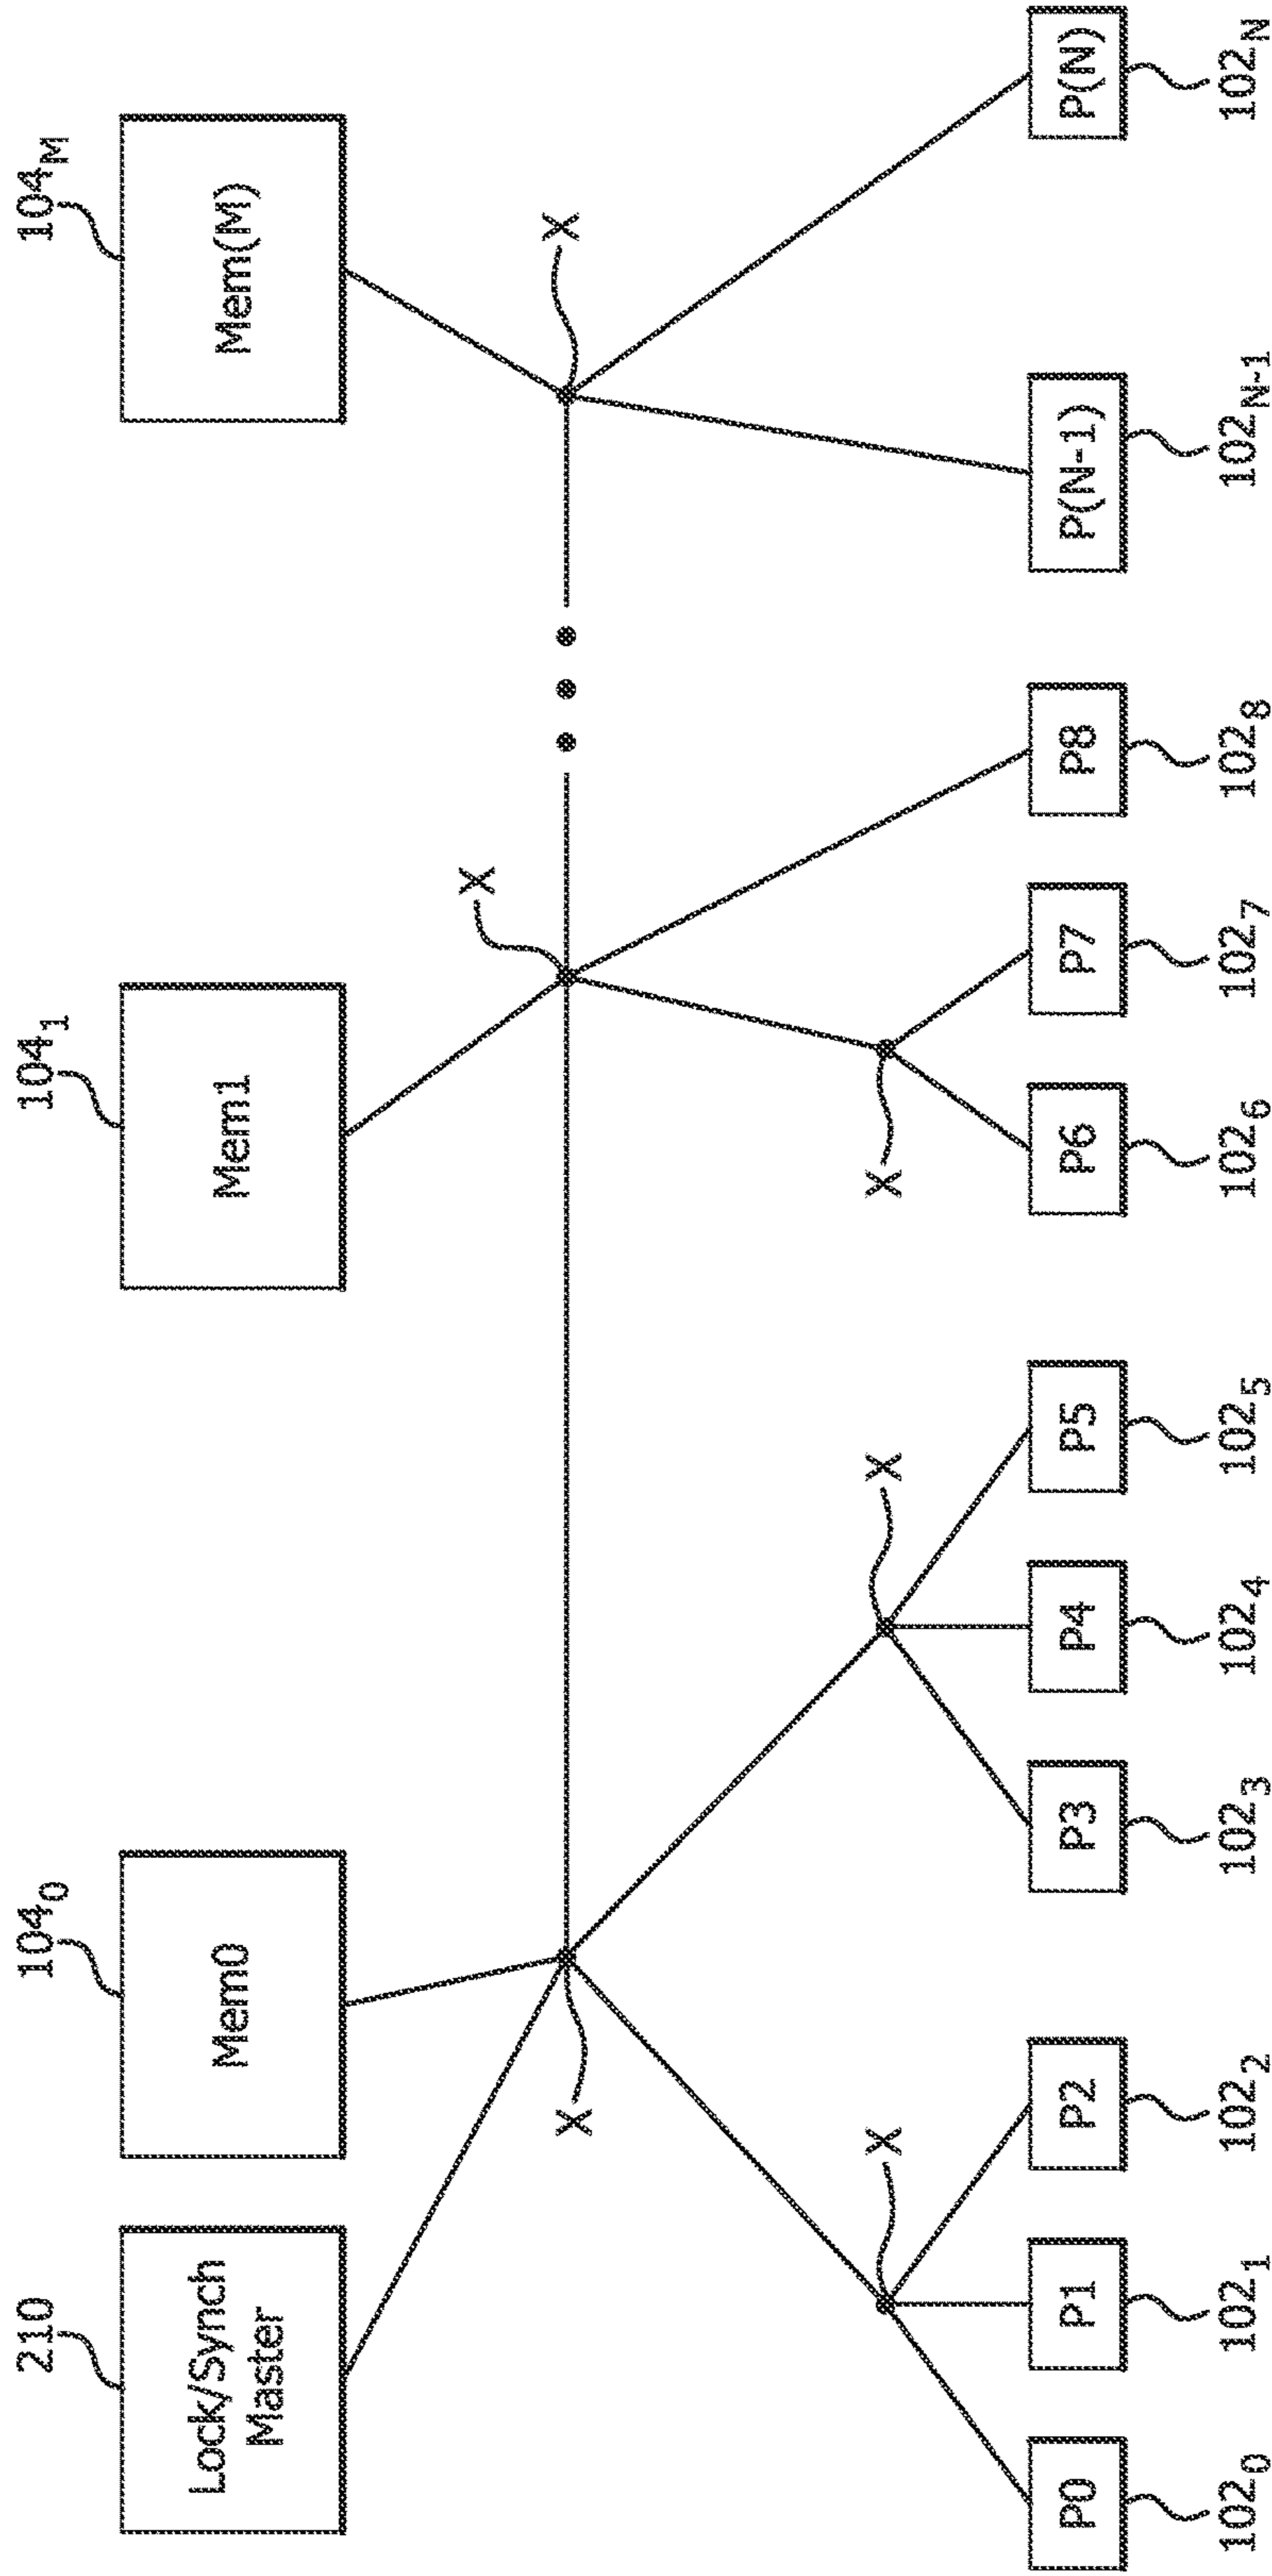 210
104₀
104₁
104M
Lock/Synch
Master
Mem0
Mem1
Mem(M)
X
X
X
X
X
X
P0
P1
P2
P3
P4
P5
P6
P7
P8
P(N-1)
P(N)
102₀
102₁
102₂
102₃
102₄
102₅
102₆
102₇
102₈
102N-1
102N